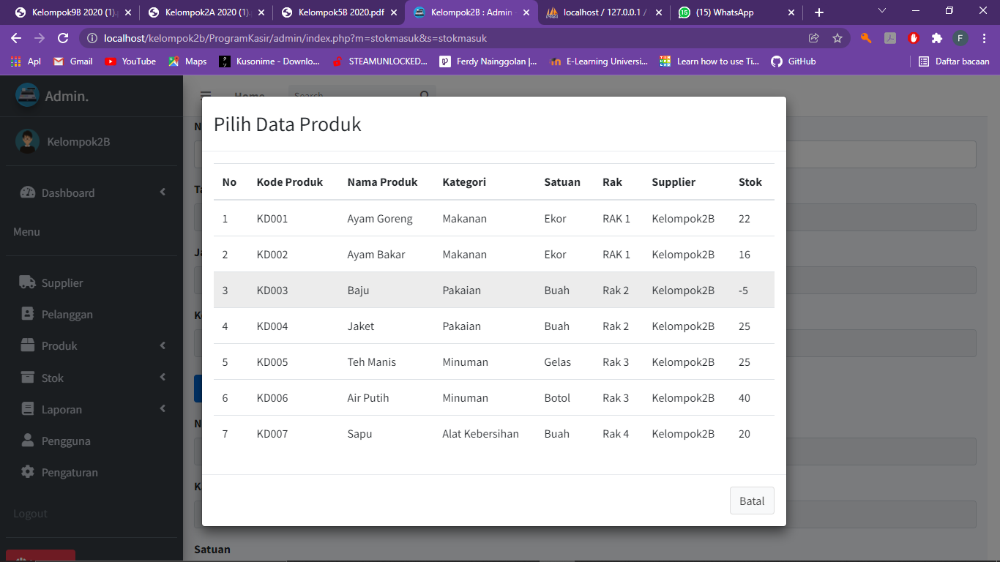 Kelompok9B 2020 (1).
Kelompok2A 2020 (1).
Kelompok5B 2020.pdf
Kelompok2B : Admin
localhost / 127.0.0.1 /
(15) WhatsApp
localhost/kelompok2b/ProgramKasir/admin/index.php?m=stokmasuk&s=stokmasuk
F
Apl
Gmail
YouTube
Maps
Kusonime - Downlo...
STEAMUNLOCKED...
Ferdy Nainggolan |...
E-Learning Universi...
Learn how to use Ti...
GitHub
Daftar bacaan
Admin.
Home
Search
Kelompok2B
Dashboard
Menu
Supplier
Pelanggan
Produk
Stok
Laporan
Pengguna
Pengaturan
Logout
Pilih Data Produk
No Kode Produk Nama Produk Kategori Satuan Rak Supplier Stok
1 KD001 Ayam Goreng Makanan Ekor RAK 1 Kelompok2B 22
2 KD002 Ayam Bakar Makanan Ekor RAK 1 Kelompok2B 16
3 KD003 Baju Pakaian Buah Rak 2 Kelompok2B -5
4 KD004 Jaket Pakaian Buah Rak 2 Kelompok2B 25
5 KD005 Teh Manis Minuman Gelas Rak 3 Kelompok2B 25
6 KD006 Air Putih Minuman Botol Rak 3 Kelompok2B 40
7 KD007 Sapu Alat Kebersihan Buah Rak 4 Kelompok2B 20
Batal
Satuan